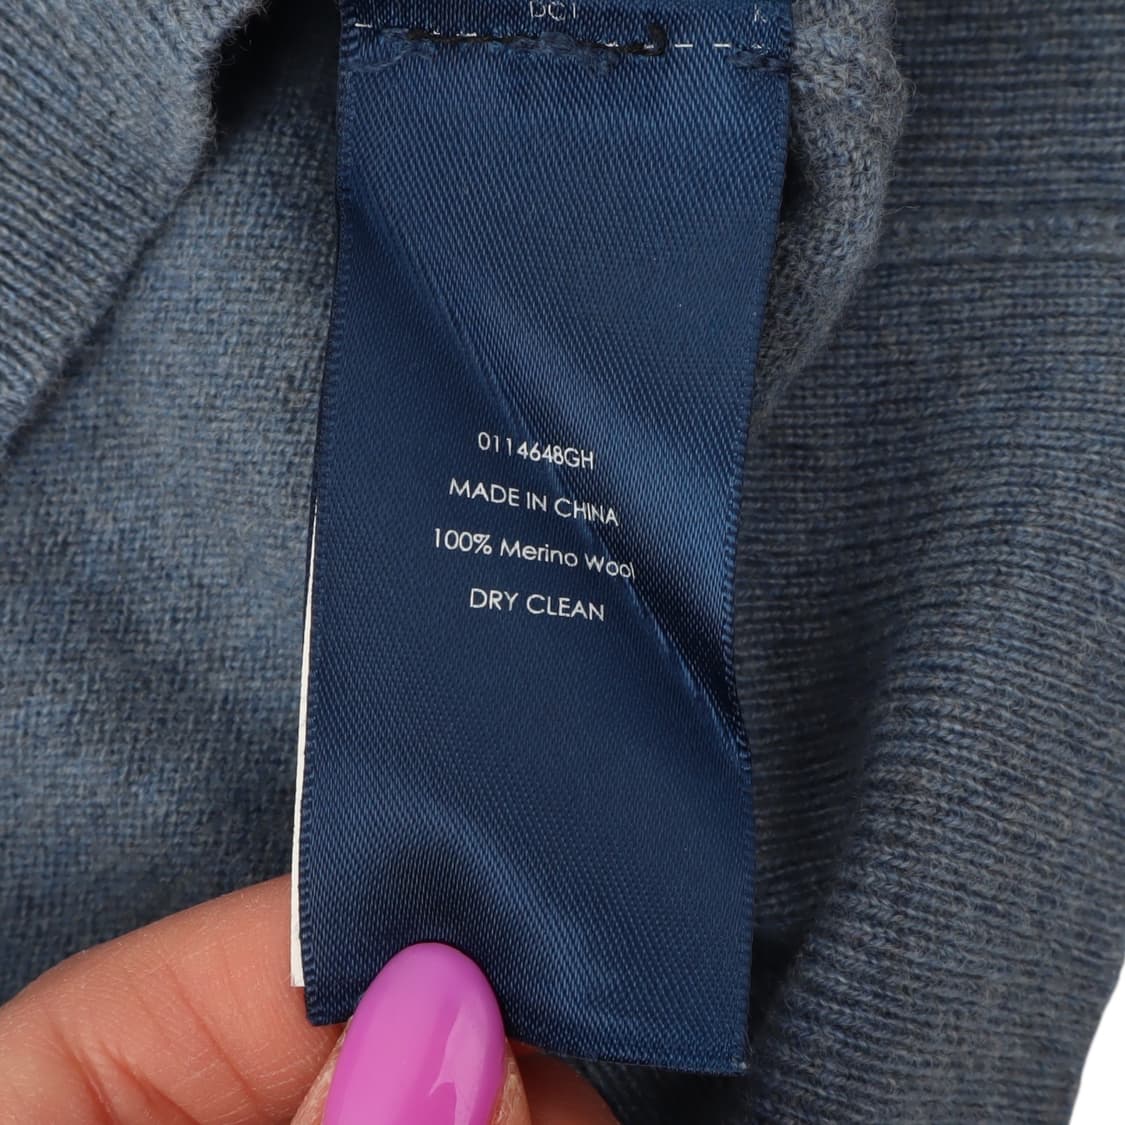 0114648GH
MADE IN CHINA
100% Merino Wool
DRY CLEAN